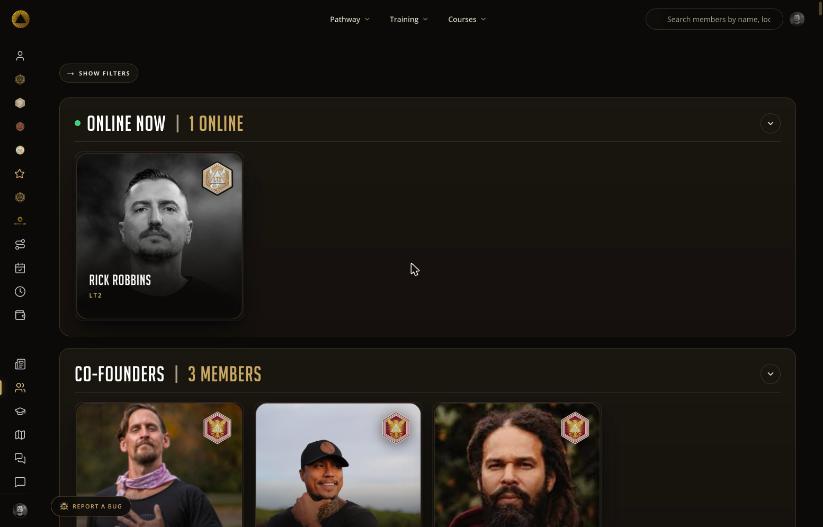 Pathway
Training
Courses
Search members by name, loc
→ SHOW FILTERS
ONLINE NOW | 1 ONLINE
RICK ROBBINS
LT2
CO-FOUNDERS | 3 MEMBERS
REPORT A BUG